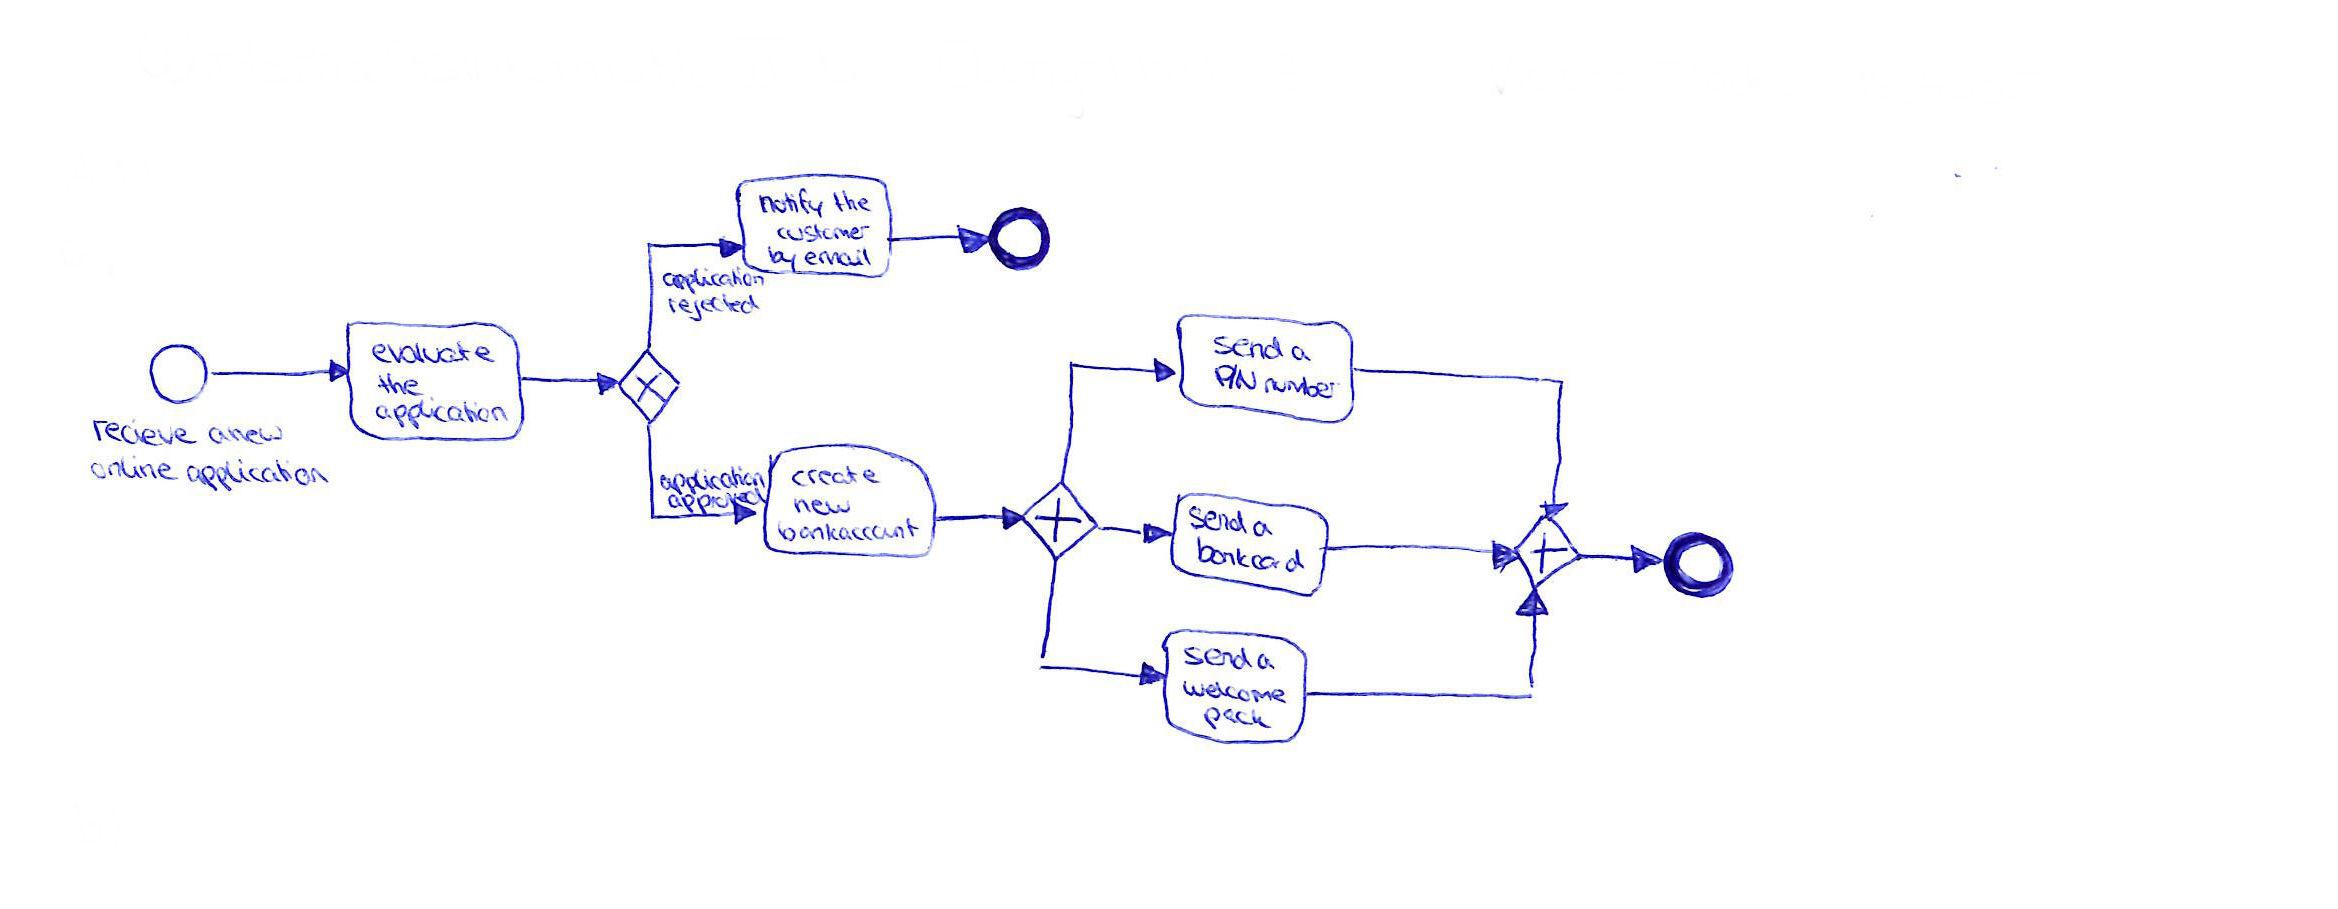 recieve a new
online application
evaluate
the
application
application
rejected
notify the
customer
by email
application
approved
create
new
bankaccount
send a
PIN number
send a
bankcard
send a
welcome
pack